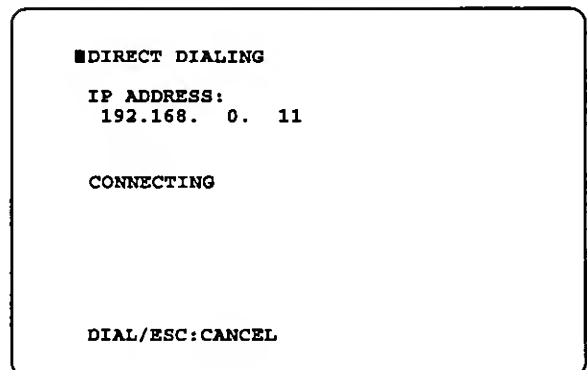 ■DIRECT DIALING
IP ADDRESS:
192.168. 0. 11
CONNECTING
DIAL/ESC:CANCEL